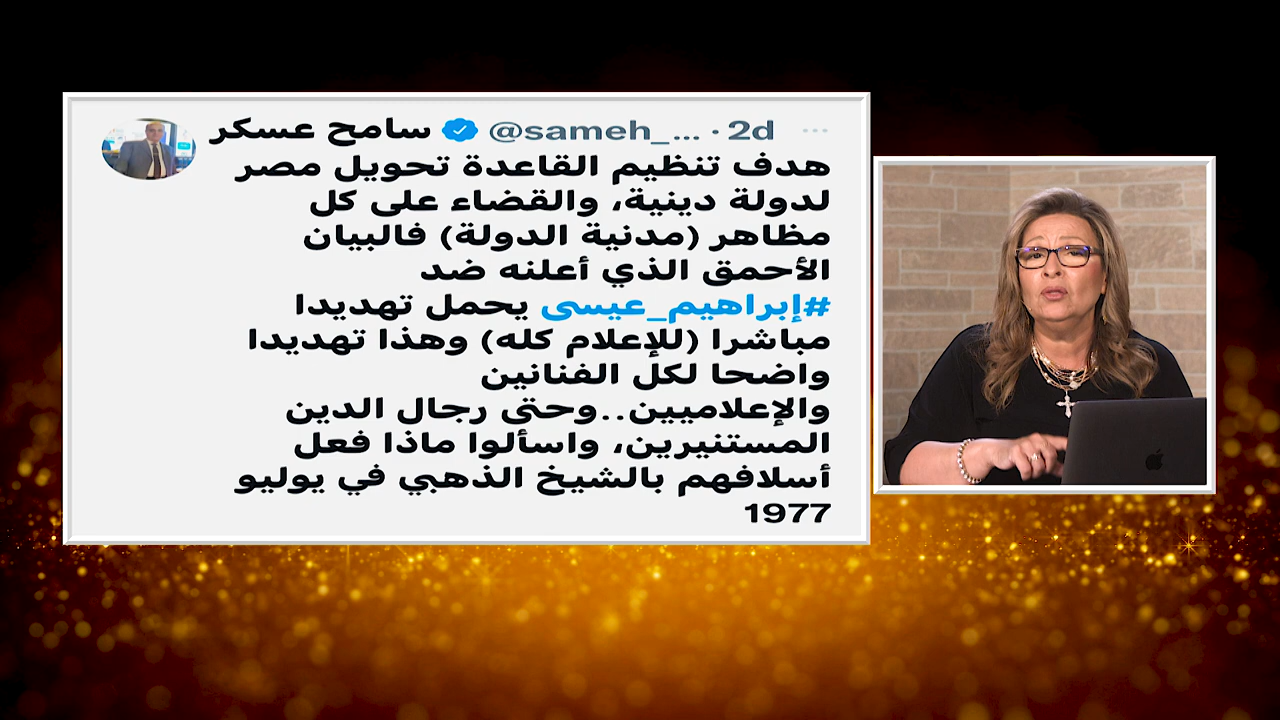 سامح عسكر @sameh_... · 2d ...
هدف تنظيم القاعدة تحويل مصر
لدولة دينية، والقضاء على كل
مظاهر (مدنية الدولة) فالبيان
الأحمق الذي أعلنه ضد
#إبراهيم_عيسى يحمل تهديدا
مباشرا (للإعلام كله) وهذا تهديدا
واضحا لكل الفنانين
والإعلاميين..وحتى رجال الدين
المستنيرين، واسألوا ماذا فعل
أسلافهم بالشيخ الذهبي في يوليو
1977